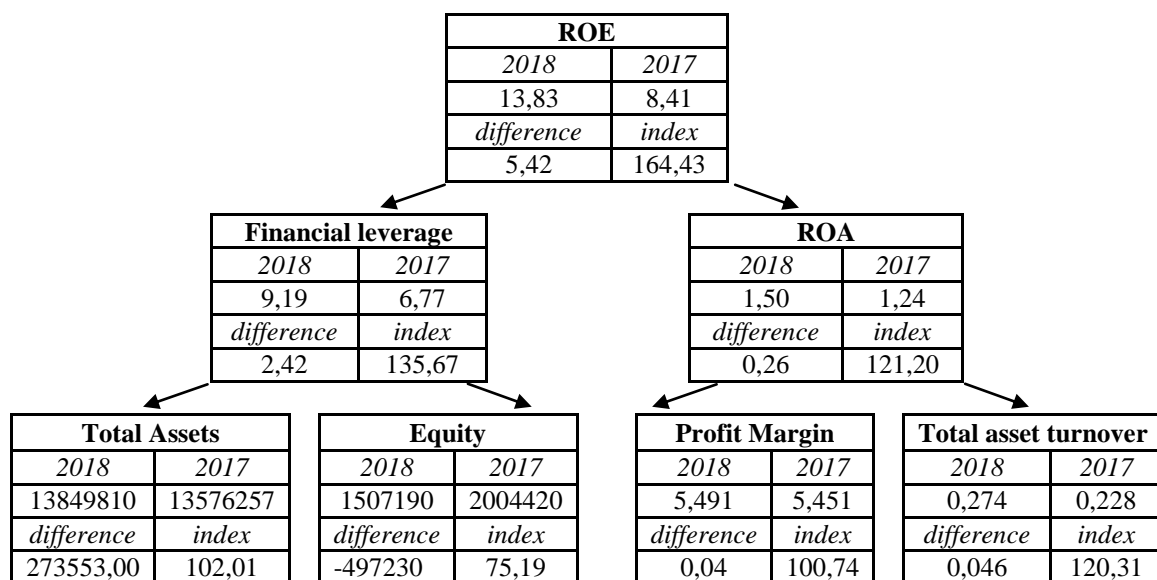 ROE
2018 2017
13,83 8,41
difference index
5,42 164,43
Financial leverage
2018 2017
9,19 6,77
difference index
2,42 135,67
ROA
2018 2017
1,50 1,24
difference index
0,26 121,20
Total Assets
2018 2017
13849810 13576257
difference index
273553,00 102,01
Equity
2018 2017
1507190 2004420
difference index
-497230 75,19
Profit Margin
2018 2017
5,491 5,451
difference index
0,04 100,74
Total asset turnover
2018 2017
0,274 0,228
difference index
0,046 120,31